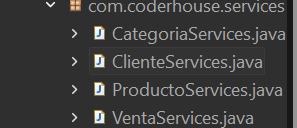 com.coderhouse.services
CategoriaServices.java
ClienteServices.java
ProductoServices.java
VentaServices.java